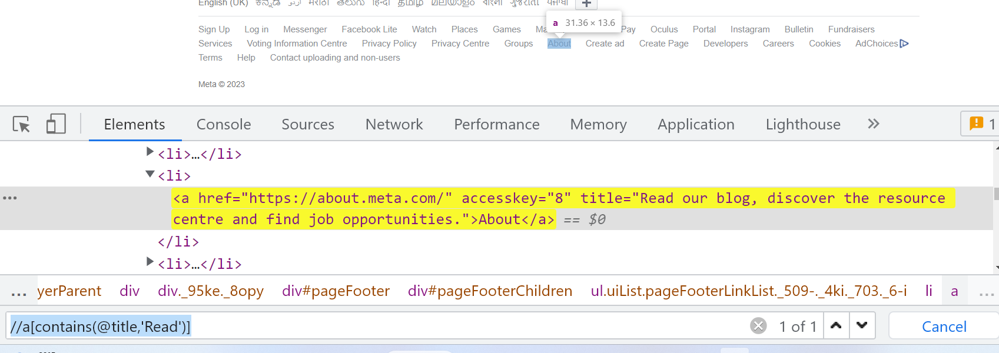 English (UK) ಕನ್ನಡ اردو मराठी తెలుగు हिन्दी தமிழ் മലയാളം বাংলা ગુજરાતી ਪੰਜਾਬੀ +
a 31.36 × 13.6
Sign Up Log in Messenger Facebook Lite Watch Places Games Pay Oculus Portal Instagram Bulletin Fundraisers
Services Voting Information Centre Privacy Policy Privacy Centre Groups About Create ad Create Page Developers Careers Cookies AdChoices
Terms Help Contact uploading and non-users
Meta © 2023
Elements Console Sources Network Performance Memory Application Lighthouse » 1
<li>…</li>
<li>
<a href="https://about.meta.com/" accesskey="8" title="Read our blog, discover the resource
centre and find job opportunities.">About</a> == $0
</li>
<li>…</li>
... yerParent div div._95ke._8opy div#pageFooter div#pageFooterChildren ul.uiList.pageFooterLinkList._509-._4ki._703._6-i li a ...
//a[contains(@title,'Read')] 1 of 1 Cancel